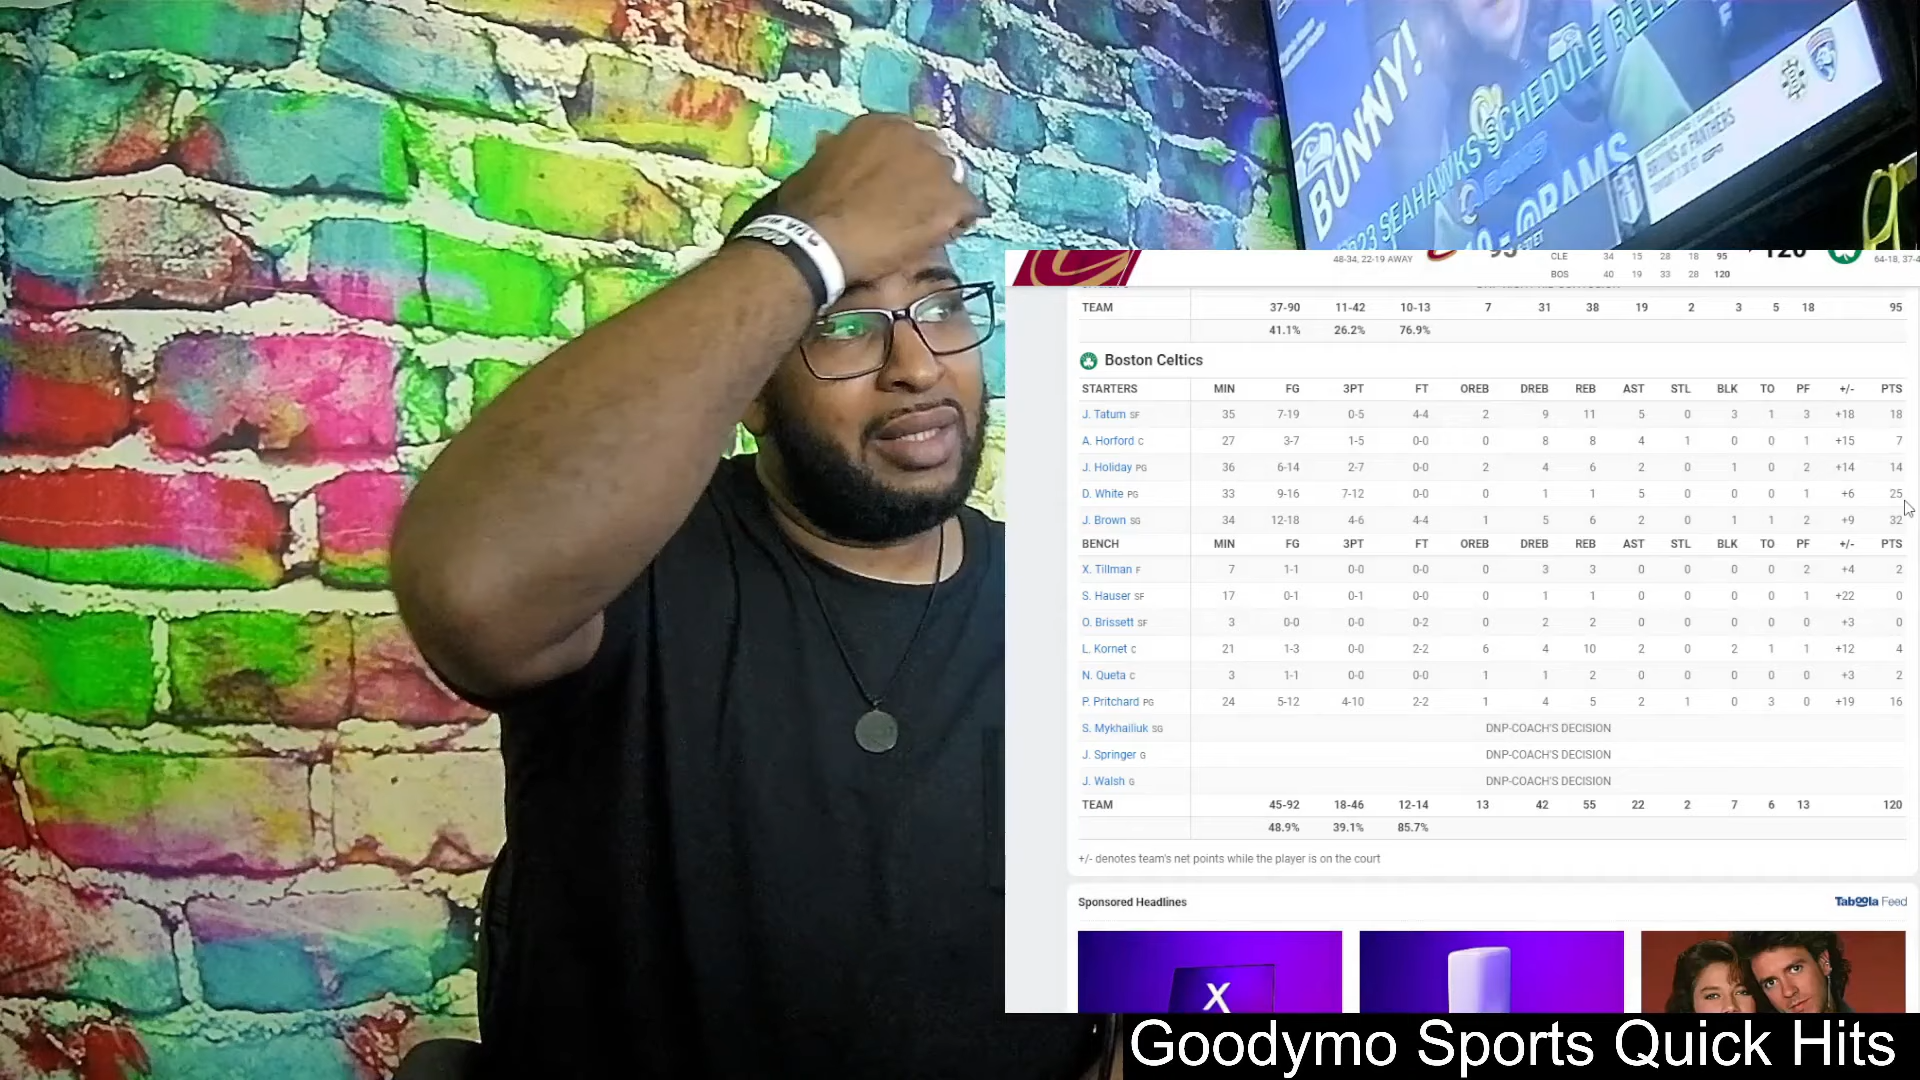 BUNNY!
SEAHAWKS SCHEDULE
@RAMS
BRUINS at PANTHERS
48-34, 22-19 AWAY
95
CLE 34 15 28 18 95
BOS 40 19 33 28 120
120
TEAM 37-90 11-42 10-13 7 31 38 19 2 3 5 18 95
41.1% 26.2% 76.9%
Boston Celtics
STARTERS MIN FG 3PT FT OREB DREB REB AST STL BLK TO PF +/- PTS
J. Tatum SF 35 7-19 0-5 4-4 2 9 11 5 0 3 1 3 +18 18
A. Horford C 27 3-7 1-5 0-0 0 8 8 4 1 0 0 1 +15 7
J. Holiday PG 36 6-14 2-7 0-0 2 4 6 2 0 1 0 2 +14 14
D. White PG 33 9-16 7-12 0-0 0 1 1 5 0 0 0 1 +6 25
J. Brown SG 34 12-18 4-6 4-4 1 5 6 2 0 1 1 2 +9 32
BENCH MIN FG 3PT FT OREB DREB REB AST STL BLK TO PF +/- PTS
X. Tillman F 7 1-1 0-0 0-0 0 3 3 0 0 0 0 2 +4 2
S. Hauser SF 17 0-1 0-1 0-0 0 1 1 0 0 0 0 1 +22 0
O. Brissett SF 3 0-0 0-0 0-2 0 2 2 0 0 0 0 0 +3 0
L. Kornet C 21 1-3 0-0 2-2 6 4 10 2 0 2 1 1 +12 4
N. Queta C 3 1-1 0-0 0-0 1 1 2 0 0 0 0 0 +3 2
P. Pritchard PG 24 5-12 4-10 2-2 1 4 5 2 1 0 3 0 +19 16
S. Mykhailiuk SG DNP-COACH'S DECISION
J. Springer G DNP-COACH'S DECISION
J. Walsh G DNP-COACH'S DECISION
TEAM 45-92 18-46 12-14 13 42 55 22 2 7 6 13 120
48.9% 39.1% 85.7%
+/- denotes team's net points while the player is on the court
Sponsored Headlines
Taboola Feed
X
Goodymo Sports Quick Hits